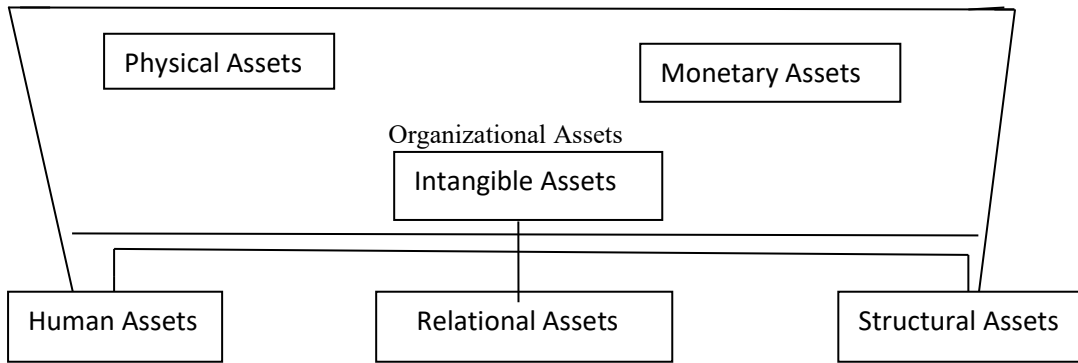 Physical Assets
Monetary Assets
Organizational Assets
Intangible Assets
Human Assets
Relational Assets
Structural Assets